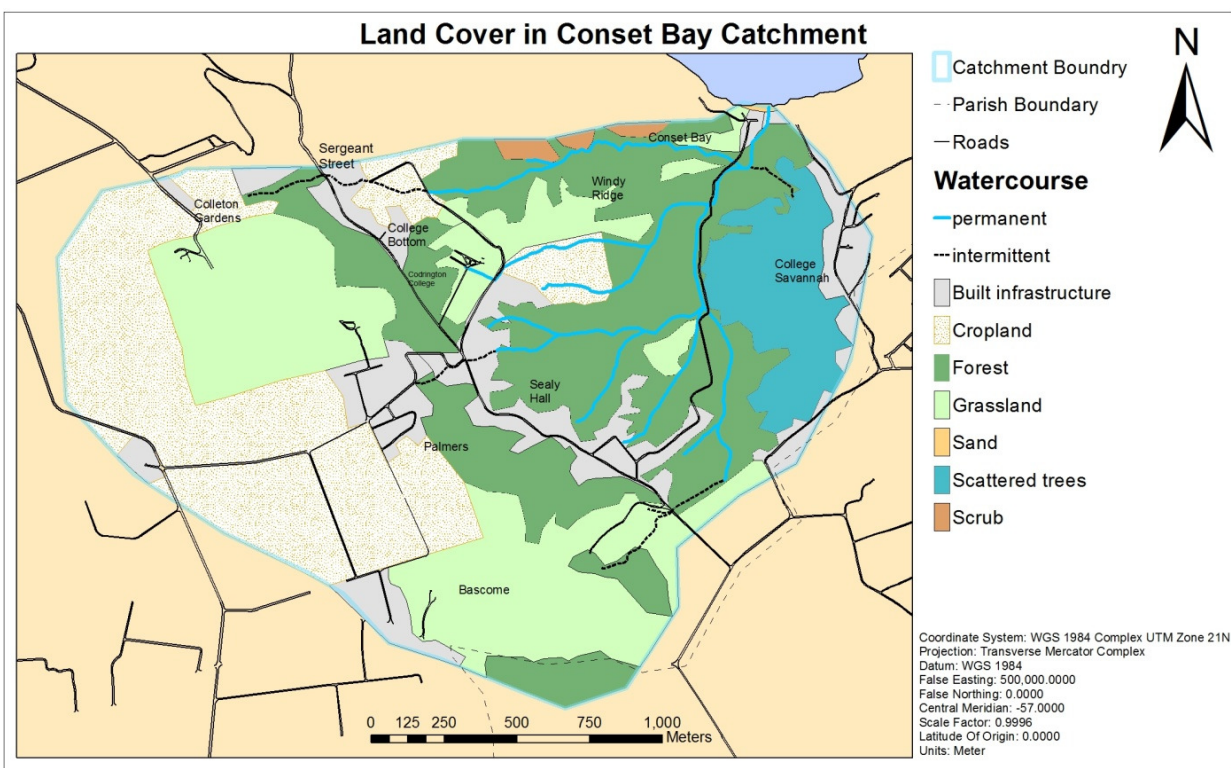 Land Cover in Conset Bay Catchment
N
Catchment Boundry
Parish Boundary
Roads
Watercourse
permanent
intermittent
Built infrastructure
Cropland
Forest
Grassland
Sand
Scattered trees
Scrub
Conset Bay
Sergeant
Street
Windy
Ridge
Colleton
Gardens
College
Bottom
Codrington
College
College
Savannah
Sealy
Hall
Palmers
Bascome
0 125 250 500 750 1,000
Meters
Coordinate System: WGS 1984 Complex UTM Zone 21N
Projection: Transverse Mercator Complex
Datum: WGS 1984
False Easting: 500,000.0000
False Northing: 0.0000
Central Meridian: -57.0000
Scale Factor: 0.9996
Latitude Of Origin: 0.0000
Units: Meter